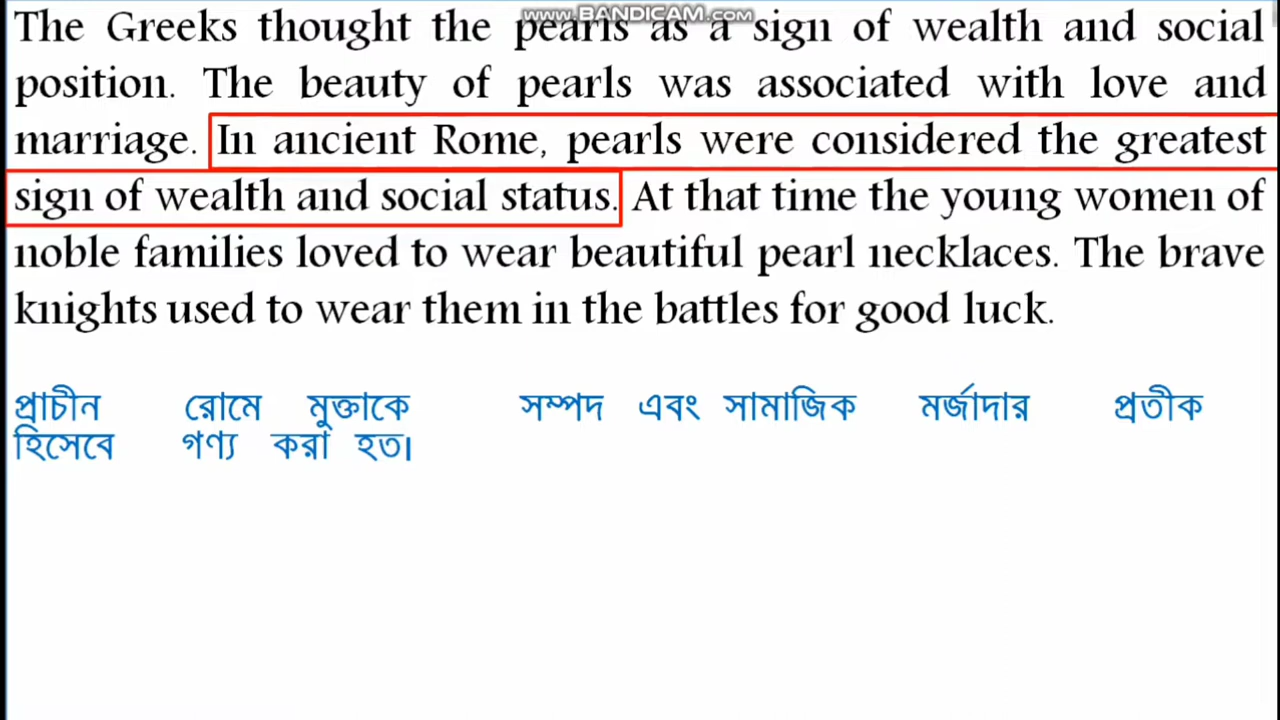 www.BANDICAM.com
The Greeks thought the pearls as a sign of wealth and social
position. The beauty of pearls was associated with love and
marriage. In ancient Rome, pearls were considered the greatest
sign of wealth and social status. At that time the young women of
noble families loved to wear beautiful pearl necklaces. The brave
knights used to wear them in the battles for good luck.
প্রাচীন রোমে মুক্তাকে সম্পদ এবং সামাজিক মর্জাদার প্রতীক
হিসেবে গণ্য করা হত।